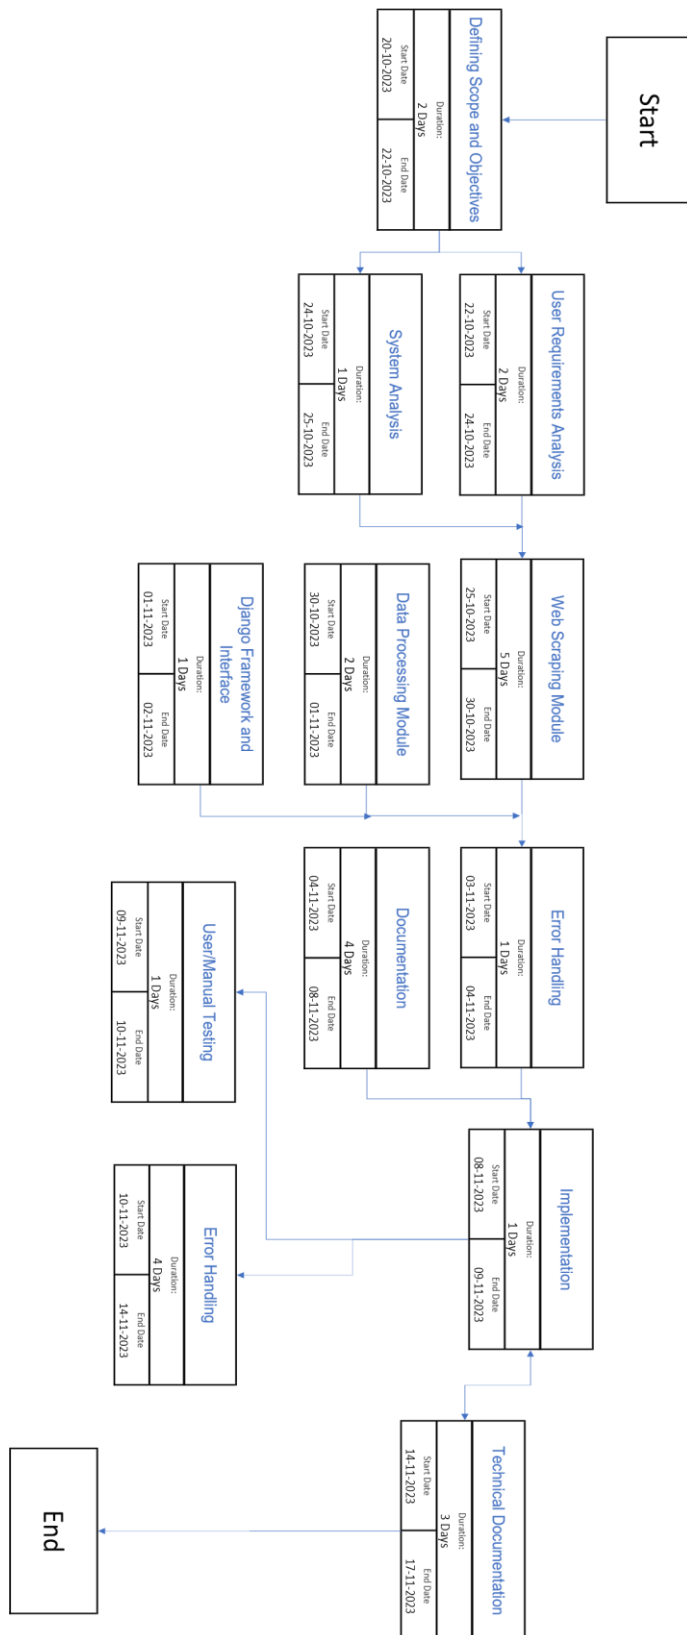 Start
Defining Scope and Objectives
Duration:
2 Days
Start Date
20-10-2023
End Date
22-10-2023
User Requirements Analysis
Duration:
2 Days
Start Date
22-10-2023
End Date
24-10-2023
System Analysis
Duration:
1 Days
Start Date
24-10-2023
End Date
25-10-2023
Web Scraping Module
Duration:
5 Days
Start Date
25-10-2023
End Date
30-10-2023
Data Processing Module
Duration:
2 Days
Start Date
30-10-2023
End Date
01-11-2023
Django Framework and
Interface
Duration:
1 Days
Start Date
01-11-2023
End Date
02-11-2023
Error Handling
Duration:
1 Days
Start Date
03-11-2023
End Date
04-11-2023
Documentation
Duration:
4 Days
Start Date
04-11-2023
End Date
08-11-2023
Implementation
Duration:
1 Days
Start Date
08-11-2023
End Date
09-11-2023
User/Manual Testing
Duration:
1 Days
Start Date
09-11-2023
End Date
10-11-2023
Error Handling
Duration:
4 Days
Start Date
10-11-2023
End Date
14-11-2023
Technical Documentation
Duration:
3 Days
Start Date
14-11-2023
End Date
17-11-2023
End